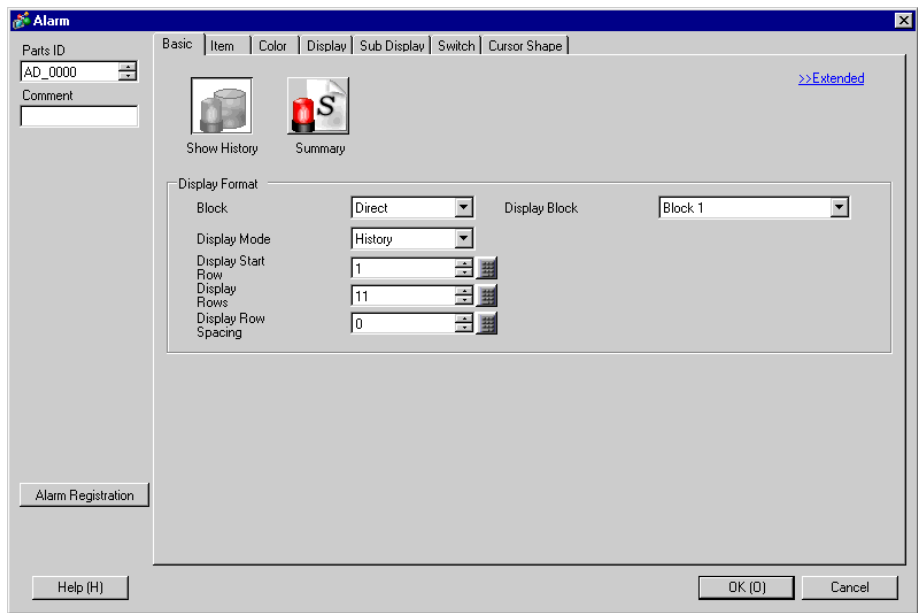 Alarm
Parts ID
AD_0000
Comment
Basic Item Color Display Sub Display Switch Cursor Shape
>>Extended
S
Show History Summary
Display Format
Block Direct Display Block Block 1
Display Mode History
Display Start
Row
1
Display
Rows
11
Display Row
Spacing
0
Alarm Registration
Help (H) OK (O) Cancel